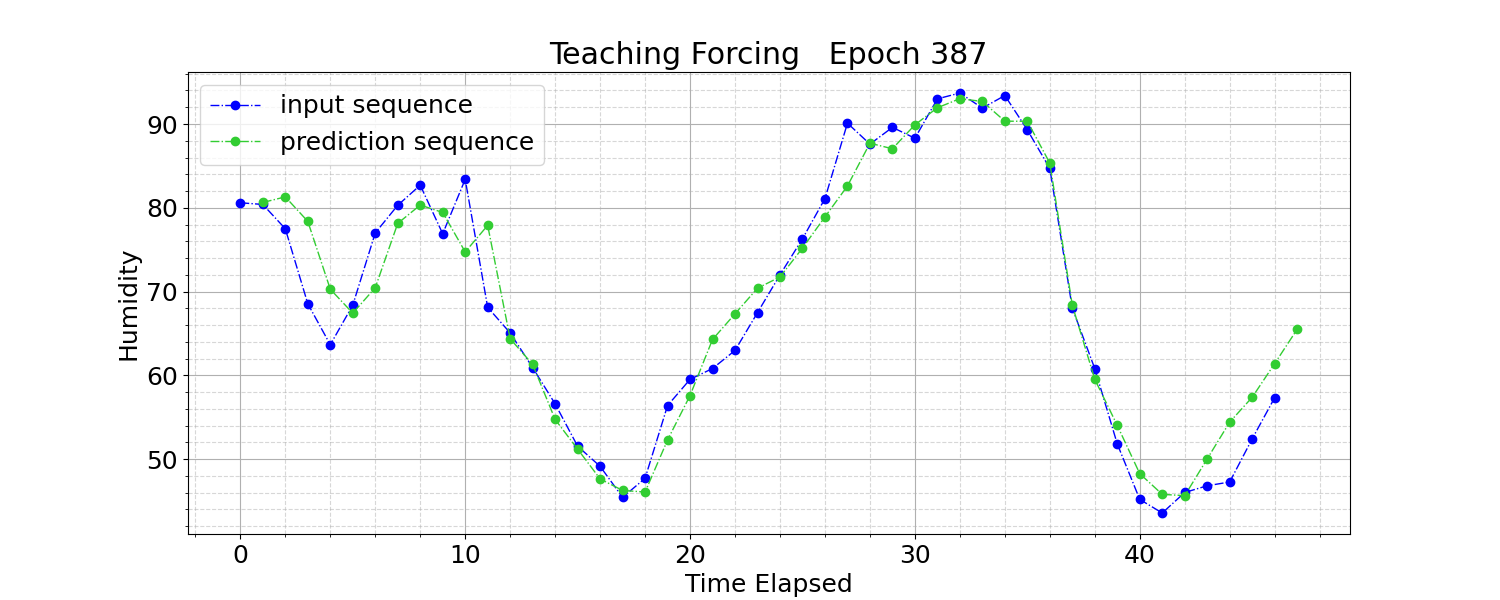 Teaching Forcing   Epoch 387
input sequence
prediction sequence
Humidity
90
80
70
60
50
0 10 20 30 40
Time Elapsed